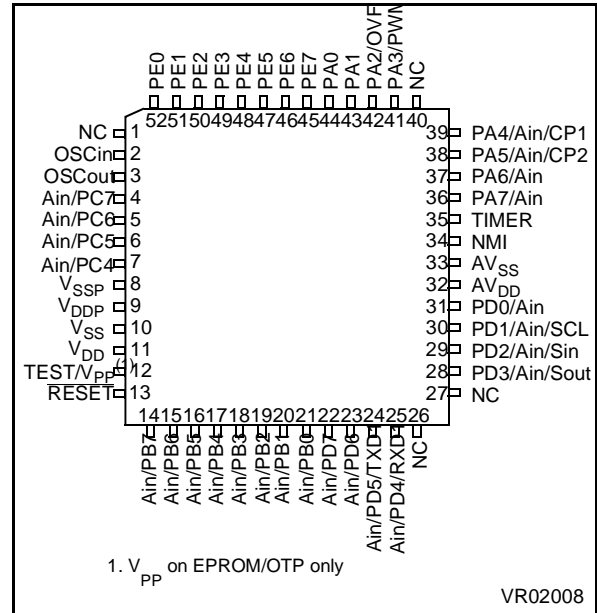 PE0 PE1 PE2 PE3 PE4 PE5 PE6 PE7 PA0 PA1 PA2/OVF PA3/PWM NC
52 51 50 49 48 47 46 45 44 43 42 41 40
NC 1
OSCin 2
OSCout 3
Ain/PC7 4
Ain/PC6 5
Ain/PC5 6
Ain/PC4 7
VSSP 8
VDDP 9
VSS 10
VDD 11
TEST/VPP(1) 12
RESET 13
39 PA4/Ain/CP1
38 PA5/Ain/CP2
37 PA6/Ain
36 PA7/Ain
35 TIMER
34 NMI
33 AVSS
32 AVDD
31 PD0/Ain
30 PD1/Ain/SCL
29 PD2/Ain/Sin
28 PD3/Ain/Sout
27 NC
14 15 16 17 18 19 20 21 22 23 24 25 26
Ain/PB7 Ain/PB6 Ain/PB5 Ain/PB4 Ain/PB3 Ain/PB2 Ain/PB1 Ain/PB0 Ain/PD7 Ain/PD6 Ain/PD5/TXD1 Ain/PD4/RXD1 NC
1. VPP on EPROM/OTP only
VR02008